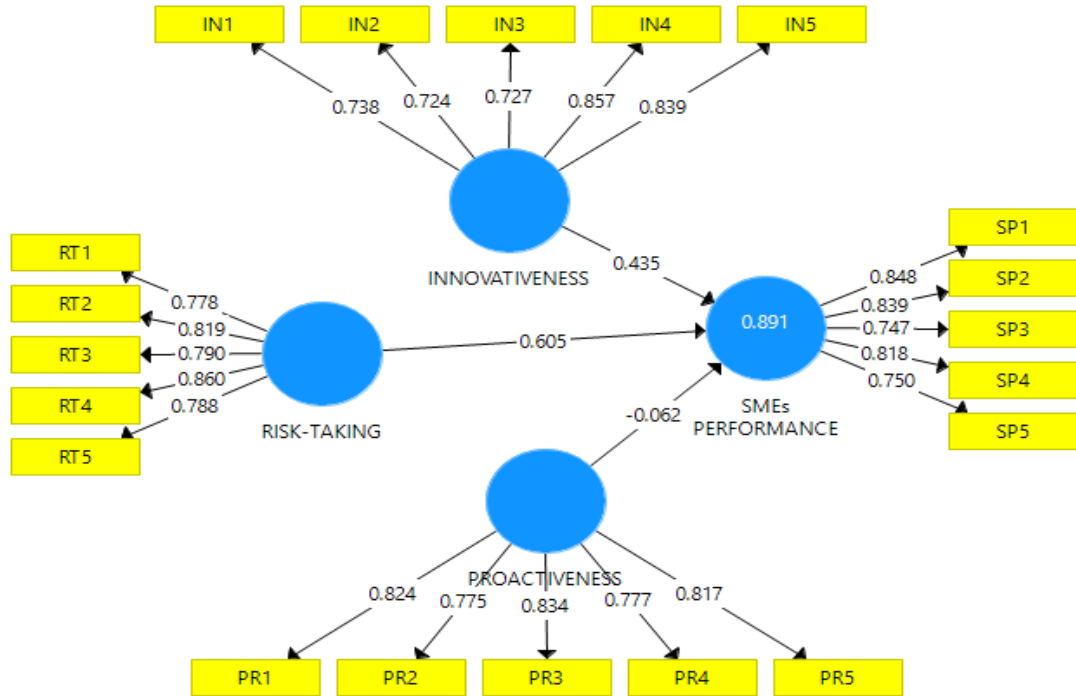 IN1 IN2 IN3 IN4 IN5
0.738 0.724 0.727 0.857 0.839
INNOVATIVENESS
0.435
RT1
RT2
RT3
RT4
RT5
0.778
0.819
0.790
0.860
0.788
RISK-TAKING
0.605
-0.062
0.891
SMEs
PERFORMANCE
0.848
0.839
0.747
0.818
0.750
SP1
SP2
SP3
SP4
SP5
PROACTIVENESS
0.824 0.775 0.834 0.777 0.817
PR1 PR2 PR3 PR4 PR5